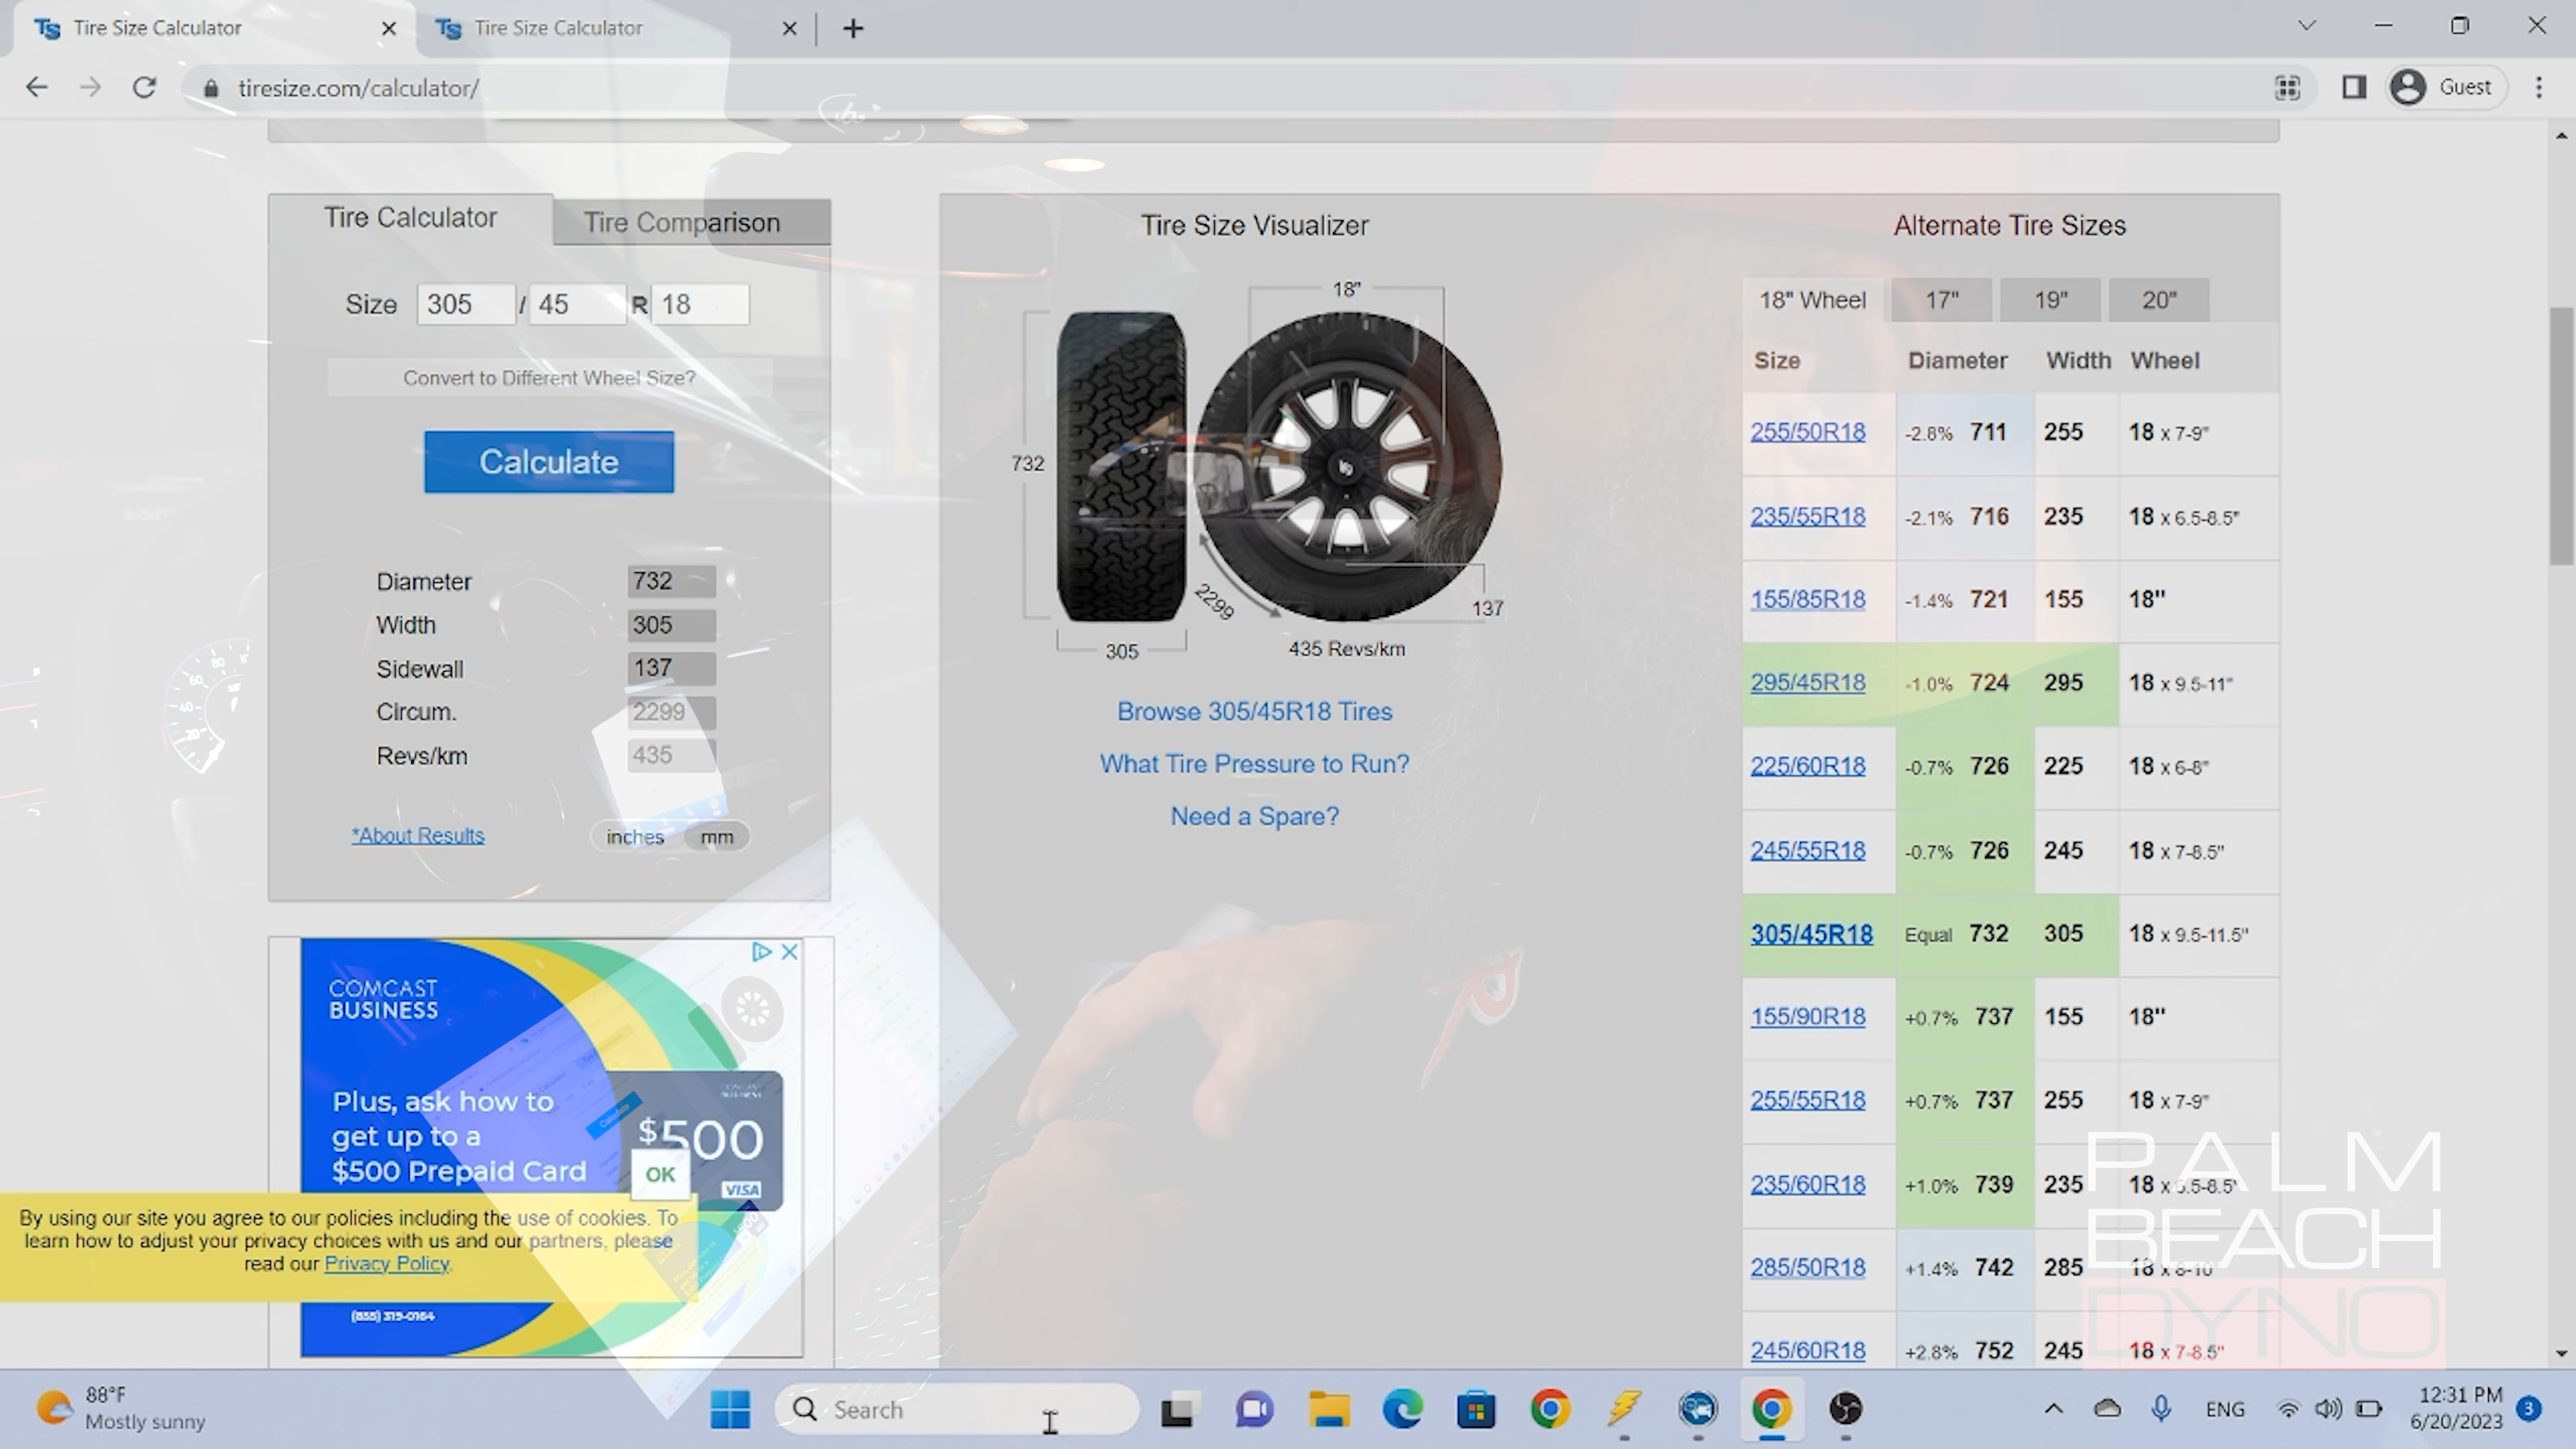 Tire Size Calculator
Tire Size Calculator
tiresize.com/calculator/
Guest
Tire Calculator
Tire Comparison
Size 305 / 45 R 18
Convert to Different Wheel Size?
Calculate
Diameter 732
Width 305
Sidewall 137
Circum. 2299
Revs/km 435
*About Results
inches mm
Tire Size Visualizer
18"
732
2299
137
305
435 Revs/km
Browse 305/45R18 Tires
What Tire Pressure to Run?
Need a Spare?
Alternate Tire Sizes
18" Wheel 17" 19" 20"
Size Diameter Width Wheel
255/50R18 -2.8% 711 255 18 x 7-9"
235/55R18 -2.1% 716 235 18 x 6.5-8.5"
155/85R18 -1.4% 721 155 18"
295/45R18 -1.0% 724 295 18 x 9.5-11"
225/60R18 -0.7% 726 225 18 x 6-8"
245/55R18 -0.7% 726 245 18 x 7-8.5"
305/45R18 Equal 732 305 18 x 9.5-11.5"
155/90R18 +0.7% 737 155 18"
255/55R18 +0.7% 737 255 18 x 7-9"
235/60R18 +1.0% 739 235 18 x 6.5-8.5"
285/50R18 +1.4% 742 285 18 x 8-10"
245/60R18 +2.8% 752 245 18 x 7-8.5"
COMCAST
BUSINESS
Plus, ask how to
get up to a
$500 Prepaid Card
$500
VISA
OK
By using our site you agree to our policies including the use of cookies. To
learn how to adjust your privacy choices with us and our partners, please
read our Privacy Policy.
(855) 319-0164
PALM
BEACH
DYNO
88°F
Mostly sunny
Search
ENG
12:31 PM
6/20/2023
3